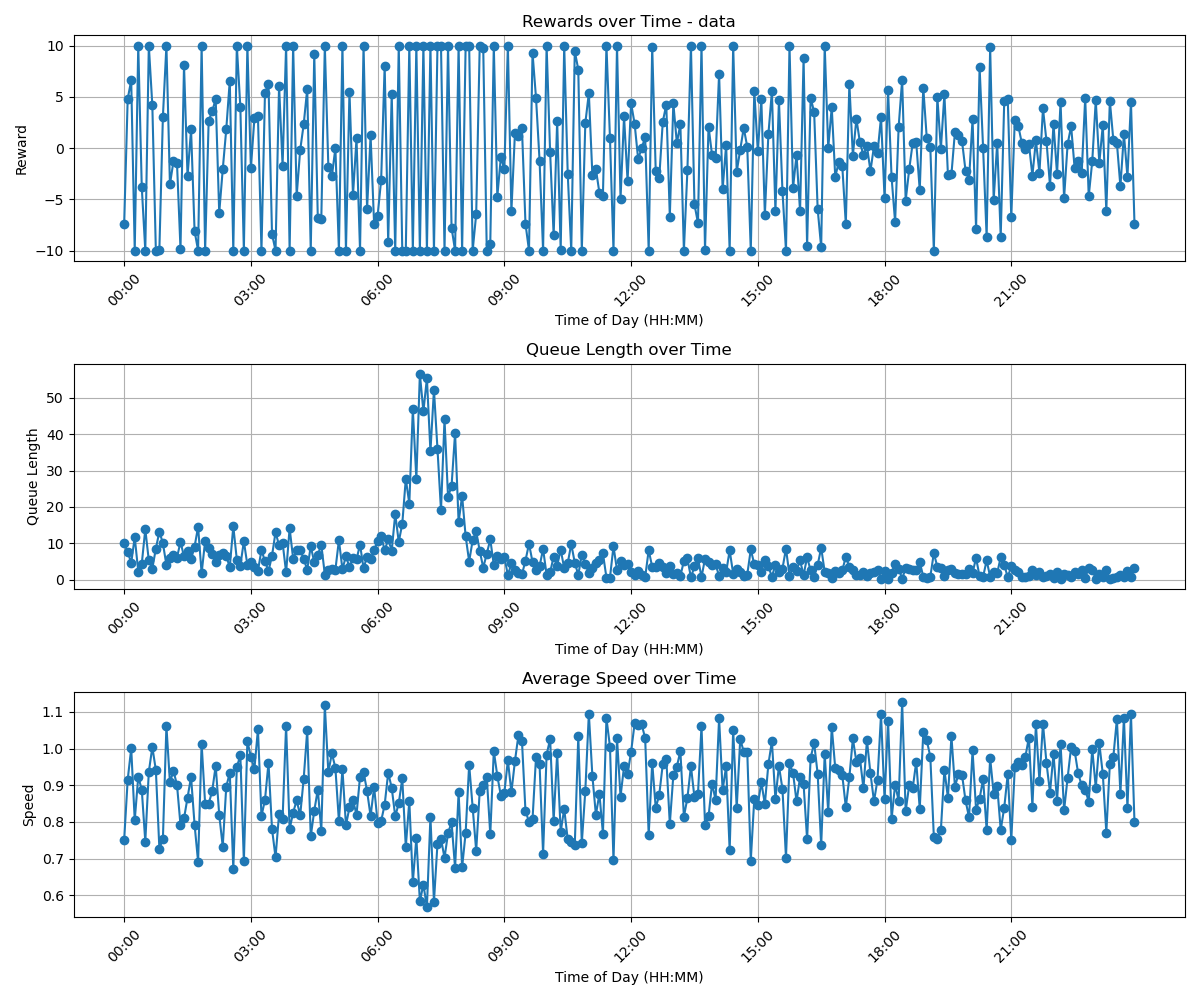 Rewards over Time - data
10
5
0
−5
−10
Reward
00:00 03:00 06:00 09:00 12:00 15:00 18:00 21:00
Time of Day (HH:MM)
Queue Length over Time
50
40
30
20
10
0
Queue Length
00:00 03:00 06:00 09:00 12:00 15:00 18:00 21:00
Time of Day (HH:MM)
Average Speed over Time
1.1
1.0
0.9
0.8
0.7
0.6
Speed
00:00 03:00 06:00 09:00 12:00 15:00 18:00 21:00
Time of Day (HH:MM)